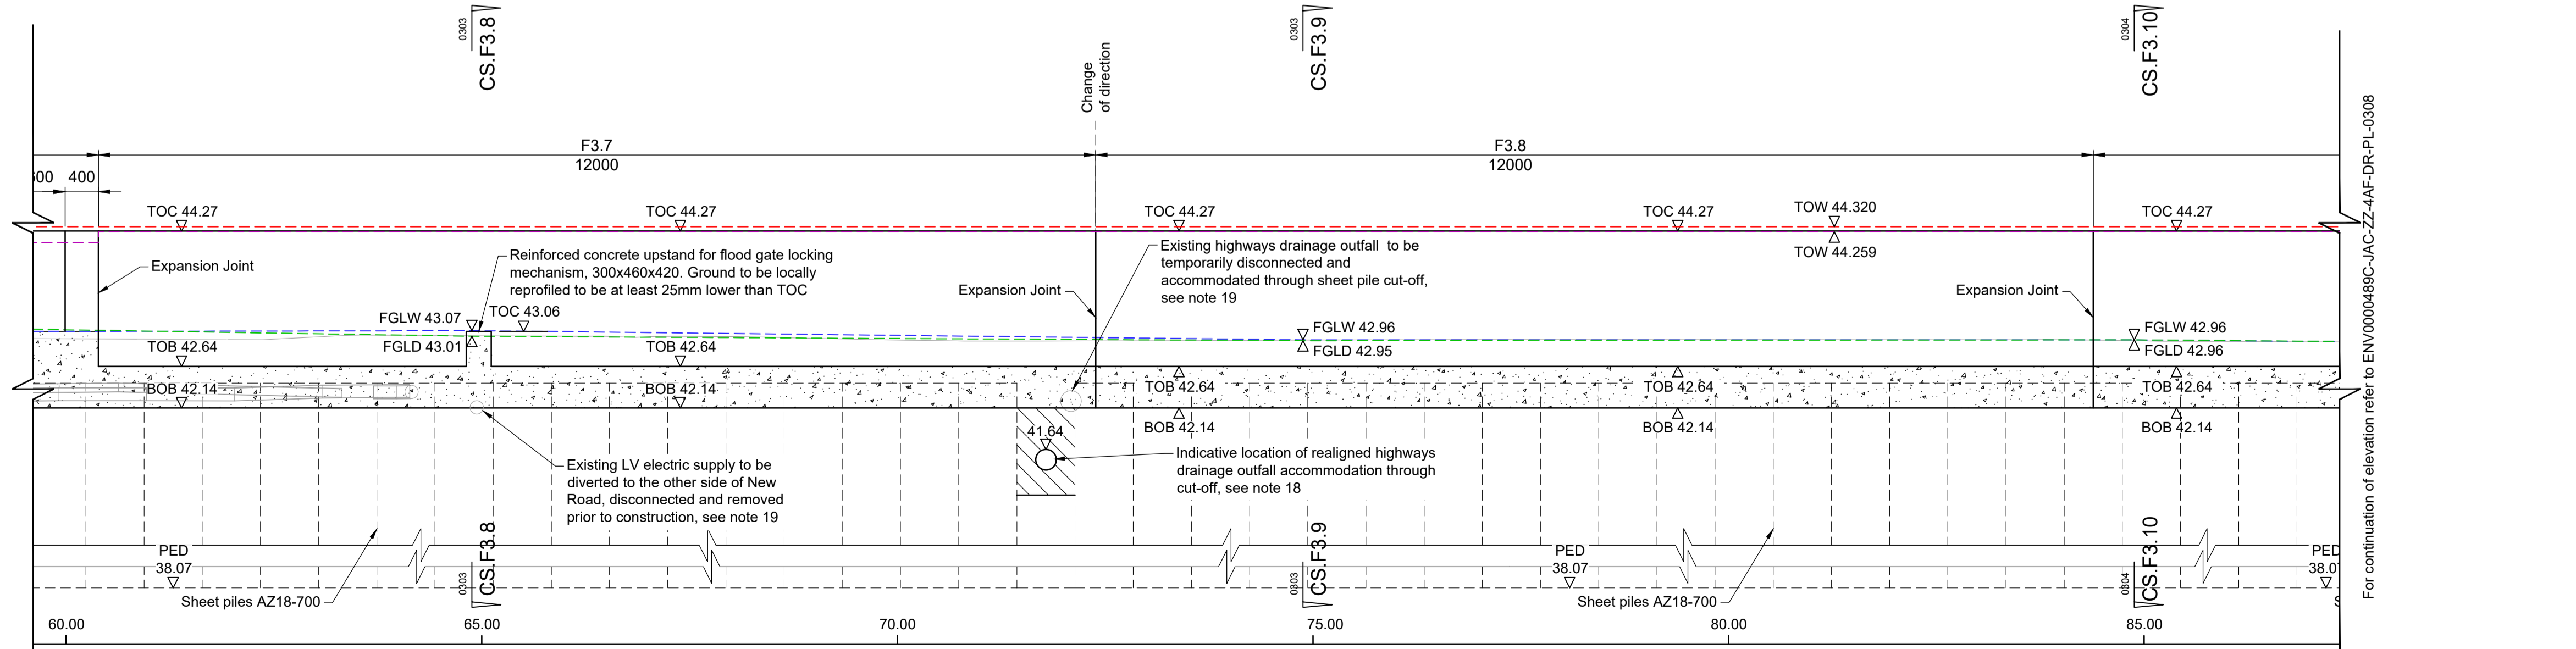 0303
CS.F3.8
0303
CS.F3.9
0304
CS.F3.10
Change
of direction
F3.7
12000
F3.8
12000
400
TOC 44.27
TOC 44.27
TOC 44.27
TOC 44.27
TOW 44.320
TOW 44.259
TOC 44.27
Expansion Joint
Reinforced concrete upstand for flood gate locking
mechanism, 300x460x420. Ground to be locally
reprofiled to be at least 25mm lower than TOC
Existing highways drainage outfall to be
temporarily disconnected and
accommodated through sheet pile cut-off,
see note 19
Expansion Joint
Expansion Joint
FGLW 43.07
TOC 43.06
FGLD 43.01
FGLW 42.96
FGLD 42.95
FGLW 42.96
FGLD 42.96
TOB 42.64
TOB 42.64
TOB 42.64
TOB 42.64
TOB 42.64
BOB 42.14
BOB 42.14
BOB 42.14
BOB 42.14
BOB 42.14
41.64
Indicative location of realigned highways
drainage outfall accommodation through
cut-off, see note 18
Existing LV electric supply to be
diverted to the other side of New
Road, disconnected and removed
prior to construction, see note 19
PED
38.07
PED
38.07
PED
Sheet piles AZ18-700
Sheet piles AZ18-700
0303
CS.F3.8
0303
CS.F3.9
0304
CS.F3.10
60.00
65.00
70.00
75.00
80.00
85.00
For continuation of elevation refer to ENV0000489C-JAC-ZZ-4AF-DR-PL-0308